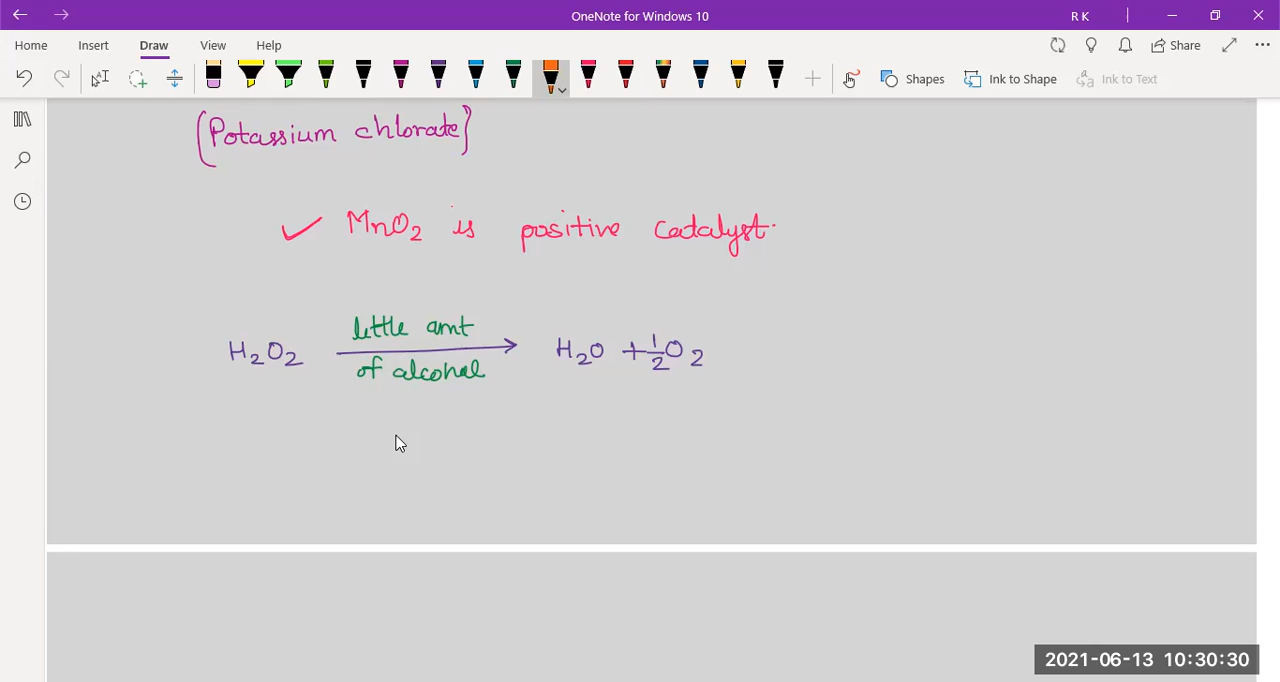 OneNote for Windows 10
R K
Home Insert Draw View Help
Share
Shapes Ink to Shape Ink to Text
(Potassium chlorate)
✓ MnO2 is positive catalyst.
little amt
H2O2 → H2O + 1/2 O2
of alcohal
2021-06-13 10:30:30